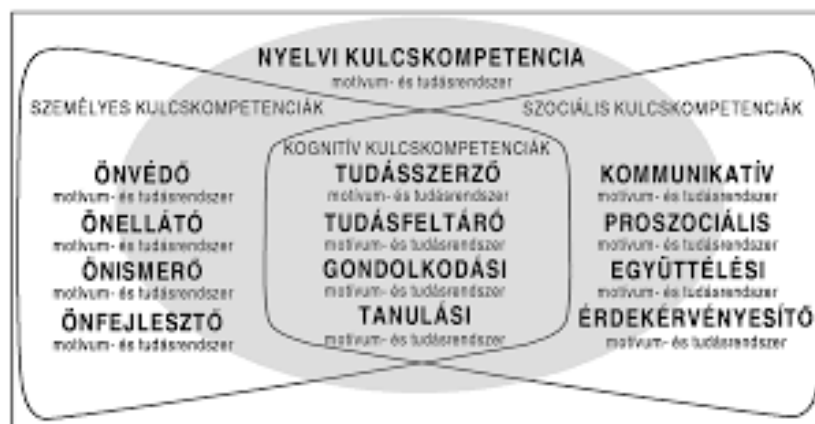 NYELVI KULCSKOMPETENCIA
motívum- és tudásrendszer
SZEMÉLYES KULCSKOMPETENCIÁK
SZOCIÁLIS KULCSKOMPETENCIÁK
KOGNITÍV KULCSKOMPETENCIÁK
ÖNVÉDŐ
motívum- és tudásrendszer
ÖNELLÁTÓ
motívum- és tudásrendszer
ÖNISMERŐ
motívum- és tudásrendszer
ÖNFEJLESZTŐ
motívum- és tudásrendszer
TUDÁSSZERZŐ
motívum- és tudásrendszer
TUDÁSFELTÁRÓ
motívum- és tudásrendszer
GONDOLKODÁSI
motívum- és tudásrendszer
TANULÁSI
motívum- és tudásrendszer
KOMMUNIKATÍV
motívum- és tudásrendszer
PROSZOCIÁLIS
motívum- és tudásrendszer
EGYÜTTÉLÉSI
motívum- és tudásrendszer
ÉRDEKÉRVÉNYESÍTŐ
motívum- és tudásrendszer